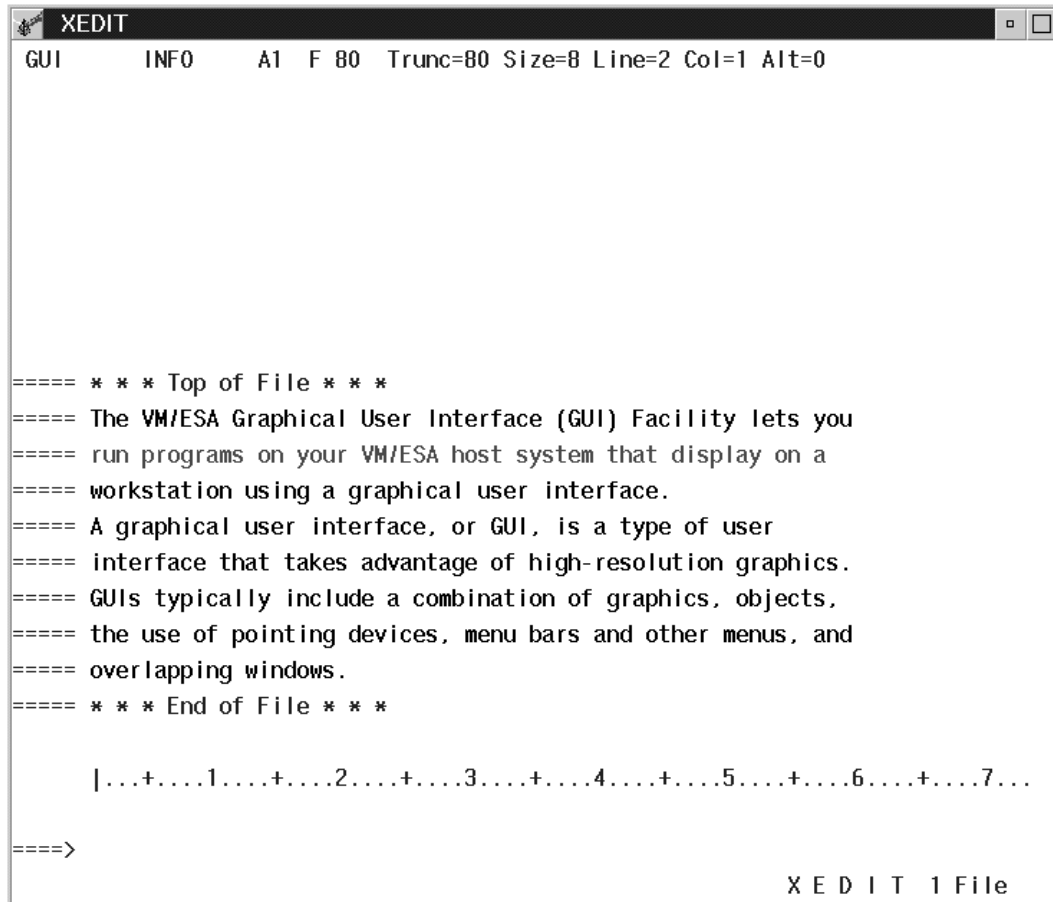 XEDIT
GUI INFO A1 F 80 Trunc=80 Size=8 Line=2 Col=1 Alt=0
===== * * * Top of File * * *
===== The VM/ESA Graphical User Interface (GUI) Facility lets you
===== run programs on your VM/ESA host system that display on a
===== workstation using a graphical user interface.
===== A graphical user interface, or GUI, is a type of user
===== interface that takes advantage of high-resolution graphics.
===== GUIs typically include a combination of graphics, objects,
===== the use of pointing devices, menu bars and other menus, and
===== overlapping windows.
===== * * * End of File * * *
|...+....1....+....2....+....3....+....4....+....5....+....6....+....7...
====>
X E D I T 1 File